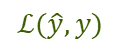 ℒ(ŷ, y)